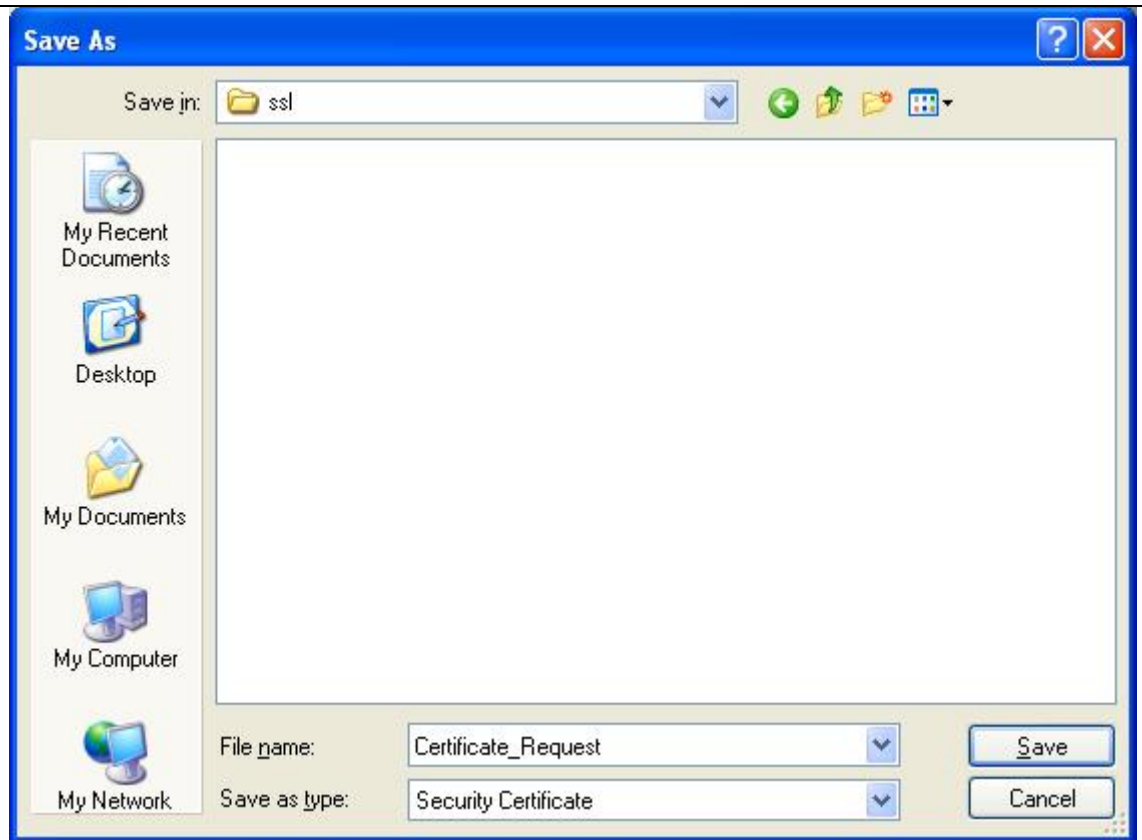 Save As
Save in:
ssl
My Recent
Documents
Desktop
My Documents
My Computer
My Network
File name:
Certificate_Request
Save
Save as type:
Security Certificate
Cancel